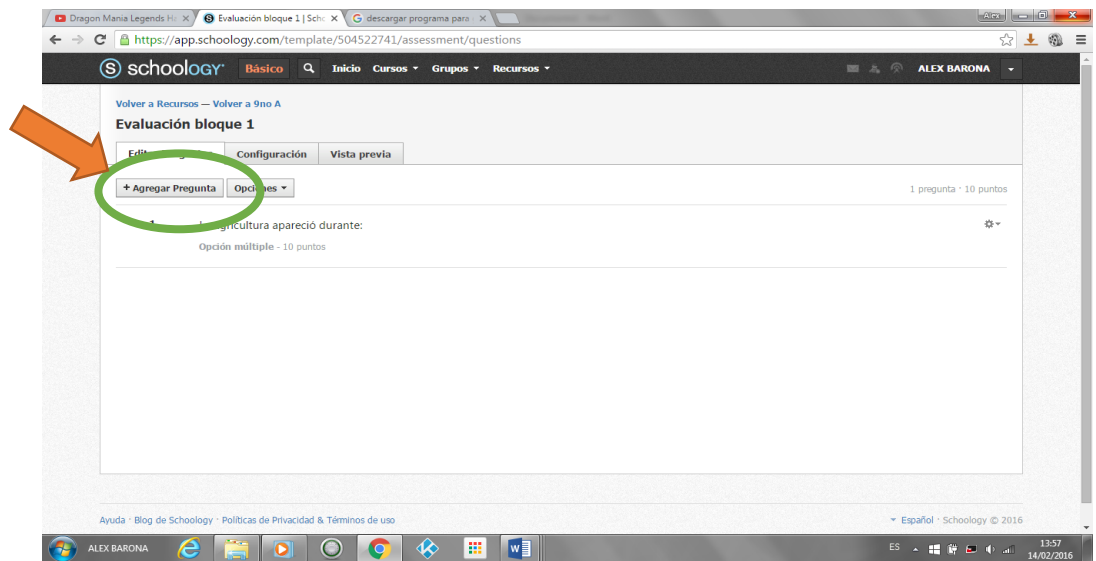 Dragon Mania Legends Ha
Evaluación bloque 1 | Scho
descargar programa para
Alex
https://app.schoology.com/template/504522741/assessment/questions
S schoology Básico Inicio Cursos Grupos Recursos ALEX BARONA
Volver a Recursos — Volver a 9no A
Evaluación bloque 1
Configuración Vista previa
+ Agregar Pregunta Opciones 1 pregunta · 10 puntos
apareció durante:
Opción múltiple - 10 puntos
Ayuda · Blog de Schoology · Políticas de Privacidad & Términos de uso Español · Schoology © 2016
ALEX BARONA ES 13:57
14/02/2016